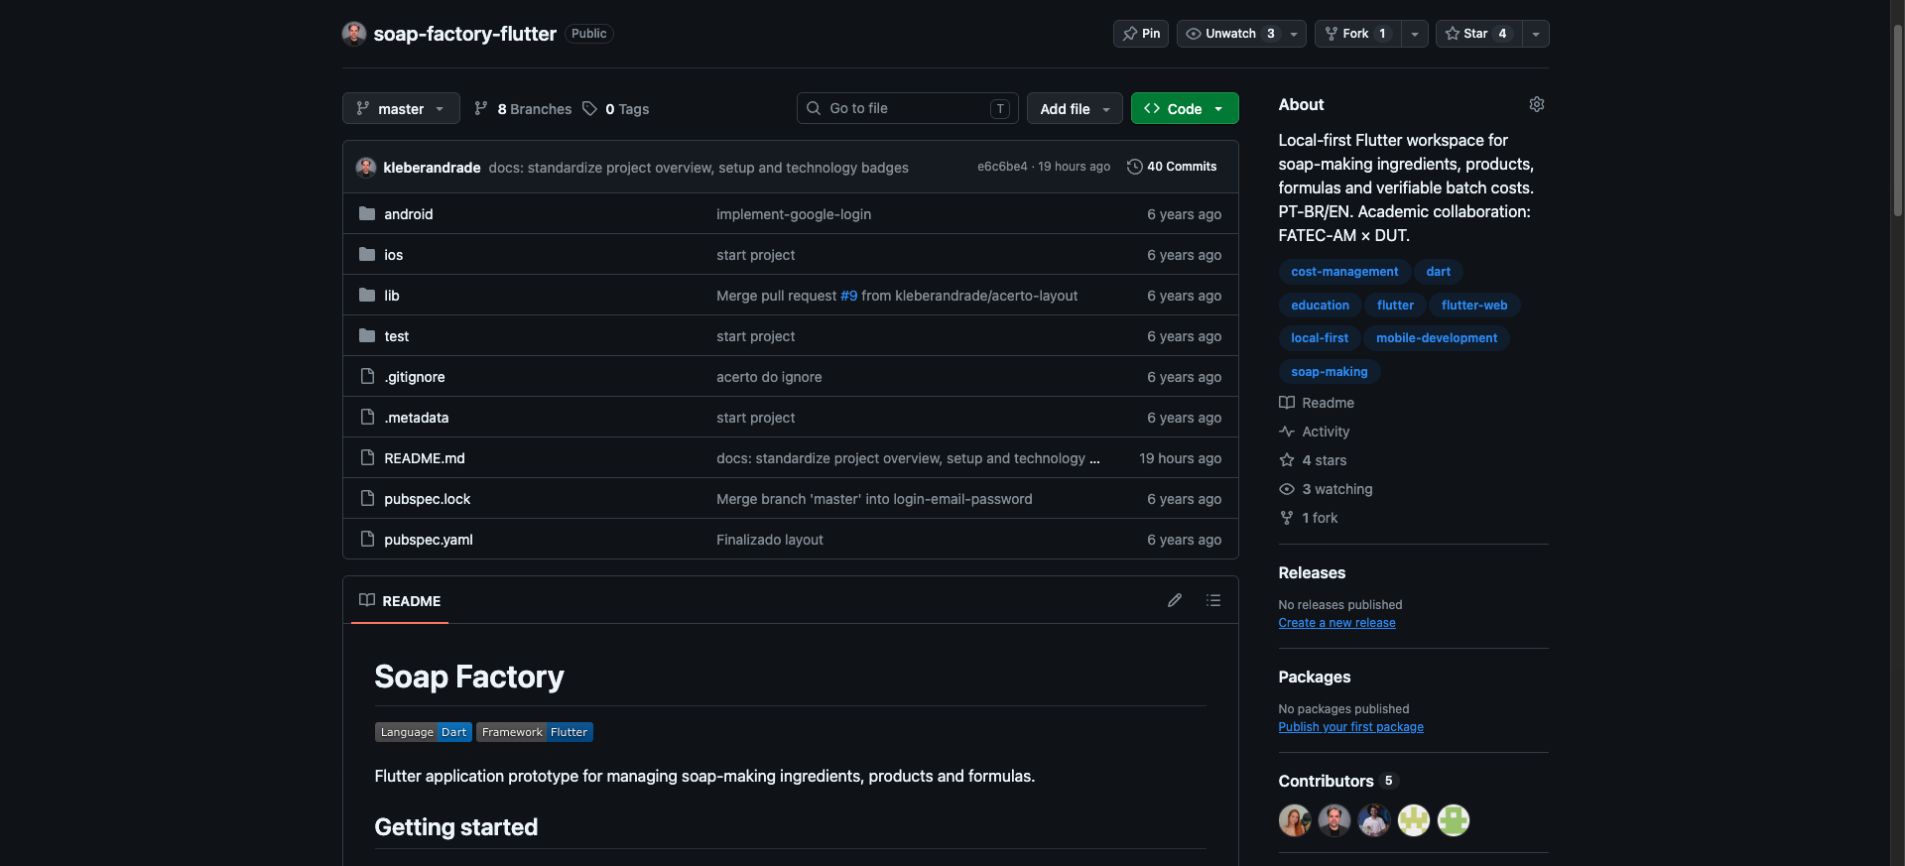 soap-factory-flutter Public
Pin Unwatch 3 Fork 1 Star 4
master 8 Branches 0 Tags Go to file T Add file Code
kleberandrade docs: standardize project overview, setup and technology badges e6c6be4 · 19 hours ago 40 Commits
android implement-google-login 6 years ago
ios start project 6 years ago
lib Merge pull request #9 from kleberandrade/acerto-layout 6 years ago
test start project 6 years ago
.gitignore acerto do ignore 6 years ago
.metadata start project 6 years ago
README.md docs: standardize project overview, setup and technology ... 19 hours ago
pubspec.lock Merge branch 'master' into login-email-password 6 years ago
pubspec.yaml Finalizado layout 6 years ago
README
Soap Factory
Language Dart Framework Flutter
Flutter application prototype for managing soap-making ingredients, products and formulas.
Getting started
About
Local-first Flutter workspace for
soap-making ingredients, products,
formulas and verifiable batch costs.
PT-BR/EN. Academic collaboration:
FATEC-AM × DUT.
cost-management dart
education flutter flutter-web
local-first mobile-development
soap-making
Readme
Activity
4 stars
3 watching
1 fork
Releases
No releases published
Create a new release
Packages
No packages published
Publish your first package
Contributors 5